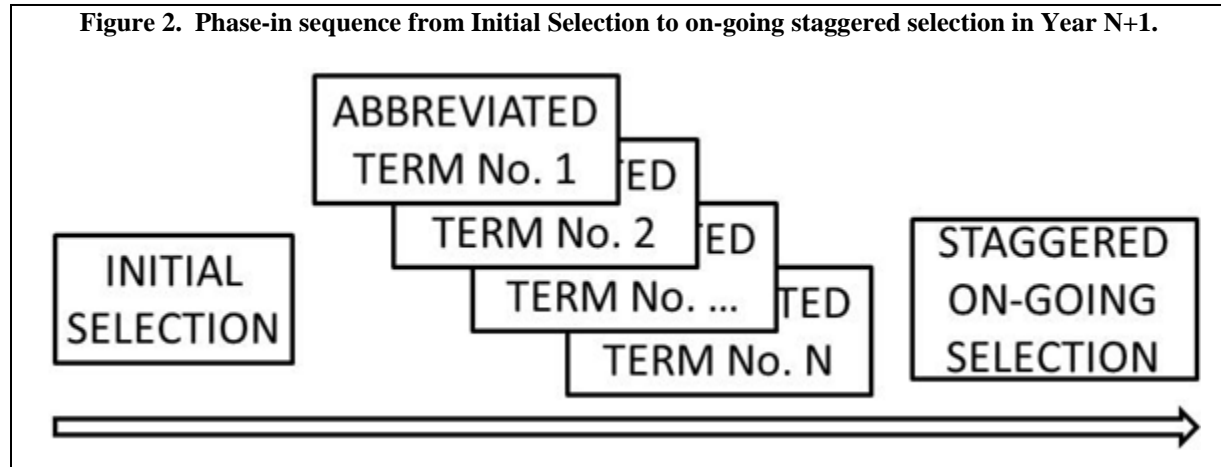 Figure 2. Phase-in sequence from Initial Selection to on-going staggered selection in Year N+1.
INITIAL
SELECTION
ABBREVIATED
TERM No. 1
TED
TERM No. 2
TED
TERM No. ...
TED
TERM No. N
STAGGERED
ON-GOING
SELECTION